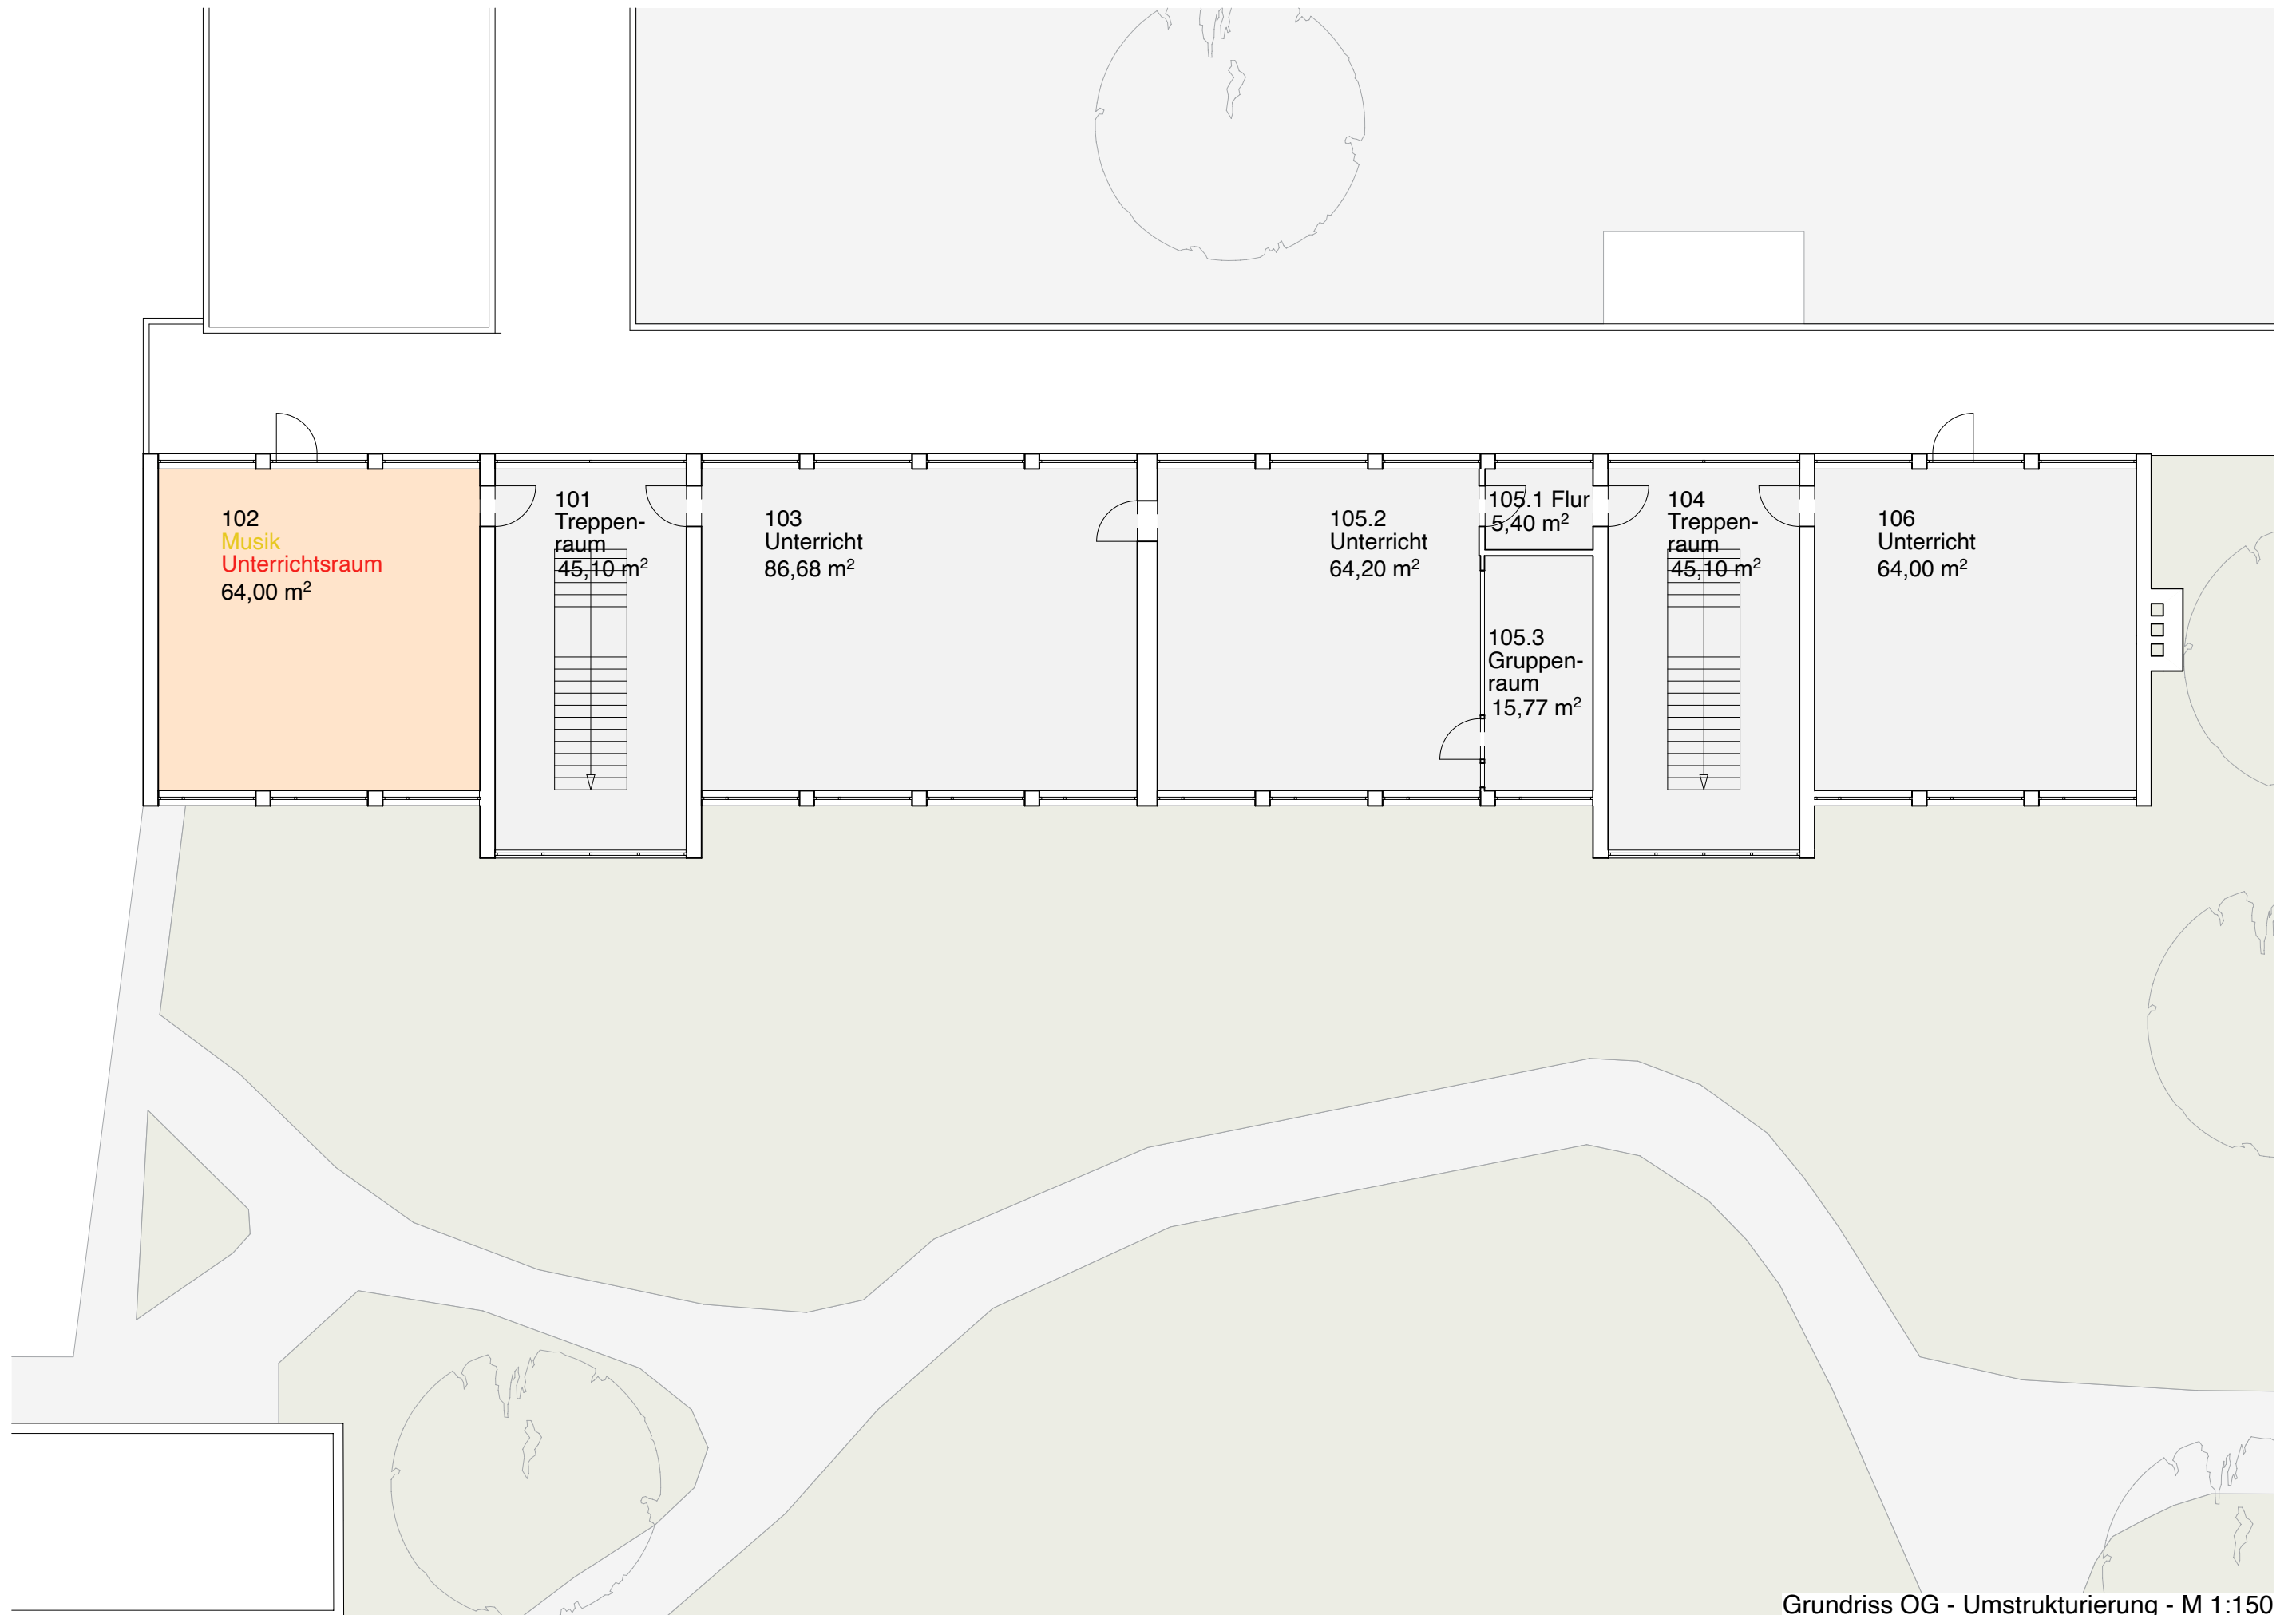 102
Musik
Unterrichtsraum
64,00 m²
101
Treppen-
raum
45,10 m²
103
Unterricht
86,68 m²
105.2
Unterricht
64,20 m²
105.1 Flur
5,40 m²
105.3
Gruppen-
raum
15,77 m²
104
Treppen-
raum
45,10 m²
106
Unterricht
64,00 m²
Grundriss OG - Umstrukturierung - M 1:150